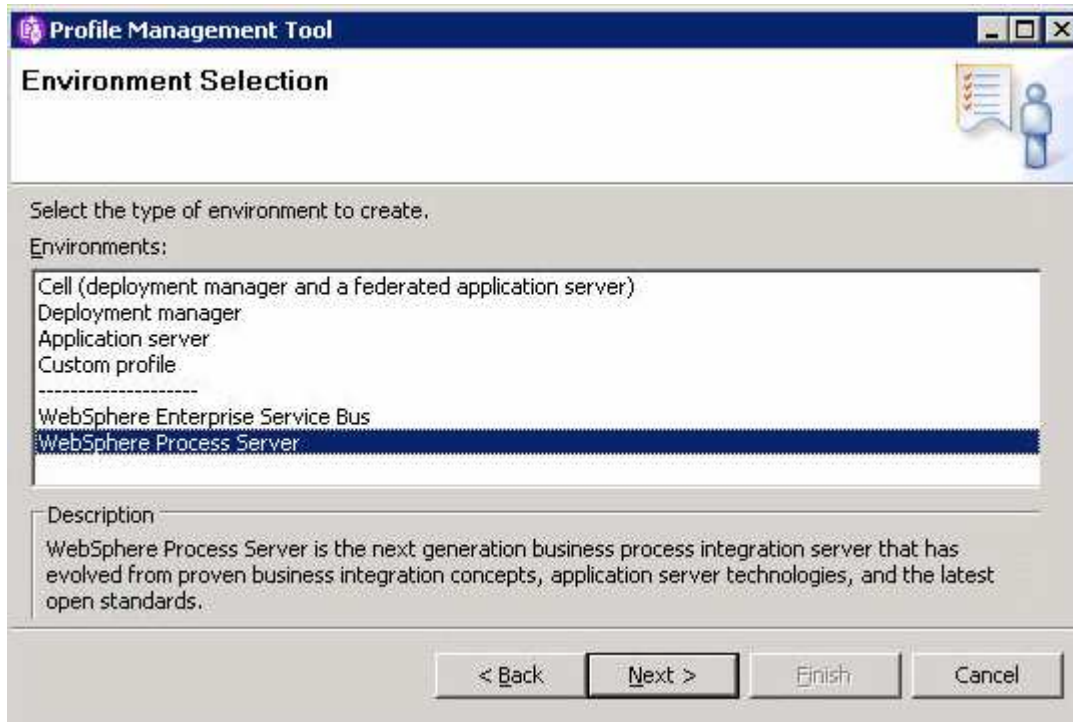 Profile Management Tool
Environment Selection
Select the type of environment to create.
Environments:
Cell (deployment manager and a federated application server)
Deployment manager
Application server
Custom profile
--------------------
WebSphere Enterprise Service Bus
WebSphere Process Server
Description
WebSphere Process Server is the next generation business process integration server that has
evolved from proven business integration concepts, application server technologies, and the latest
open standards.
< Back
Next >
Finish
Cancel